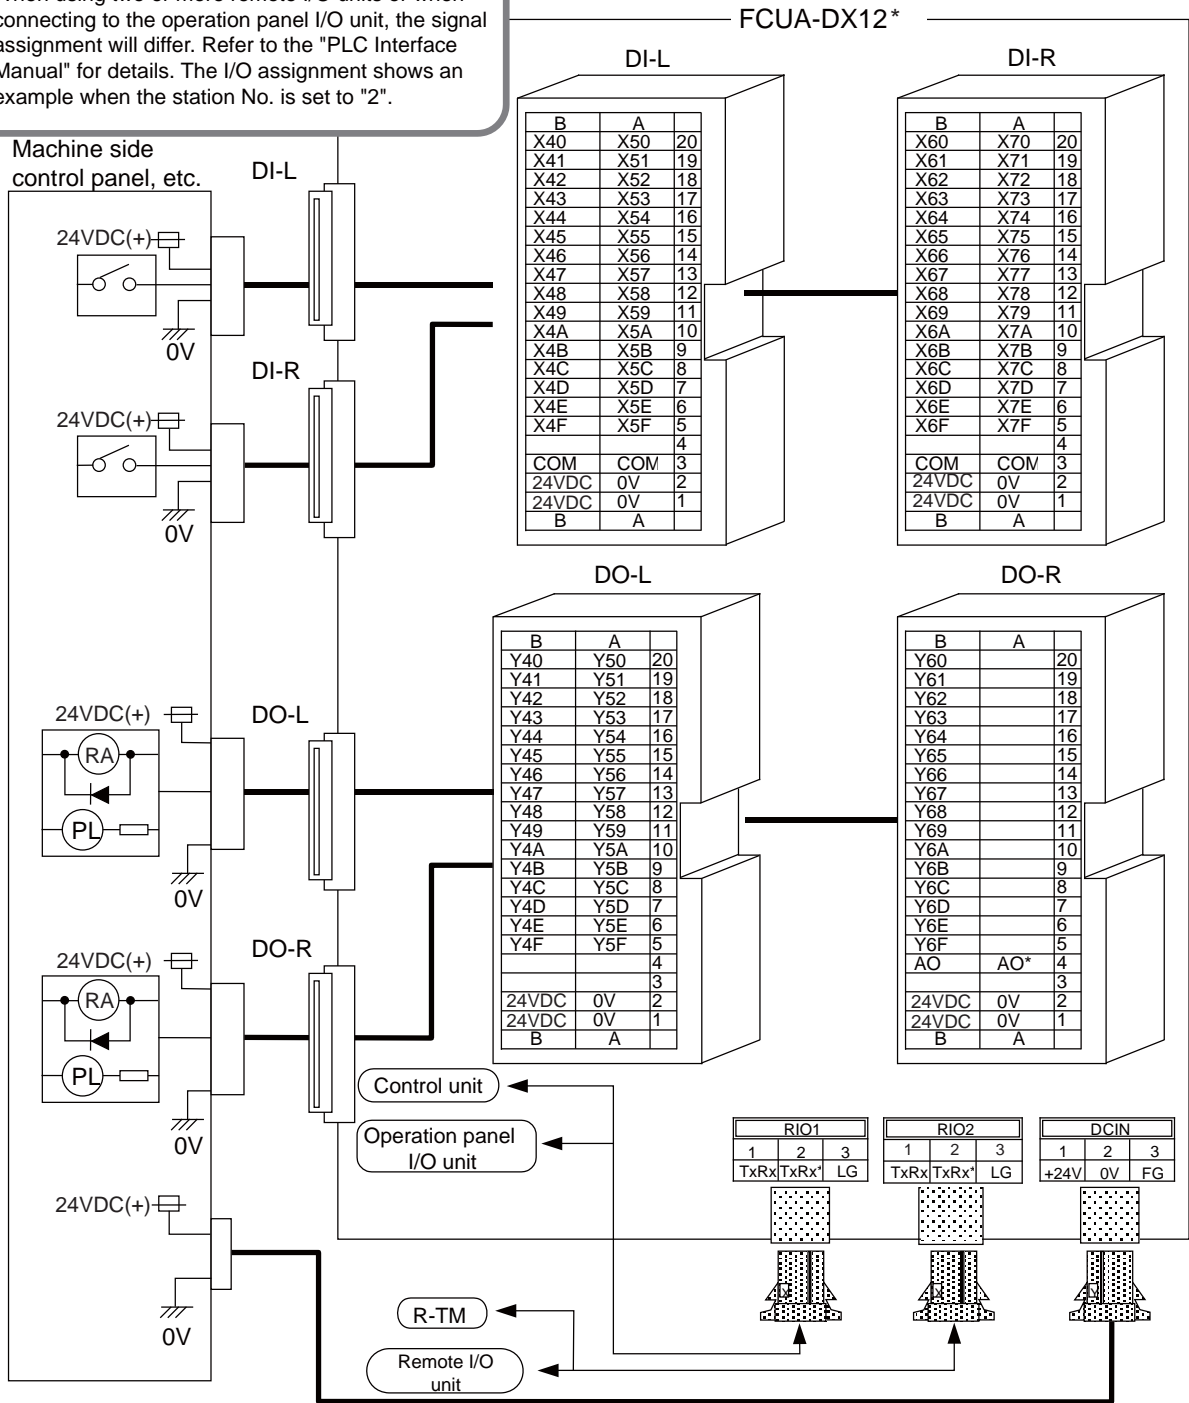 when using two or more remote I/O units or when
connecting to the operation panel I/O unit, the signal
assignment will differ. Refer to the "PLC Interface
Manual" for details. The I/O assignment shows an
example when the station No. is set to "2".
FCUA-DX12*
Machine side
control panel, etc.
DI-L
24VDC(+)
0V
DI-R
24VDC(+)
0V
24VDC(+)
DO-L
RA
PL
0V
24VDC(+)
DO-R
RA
PL
0V
24VDC(+)
0V
DI-L
B A
X40 X50 20
X41 X51 19
X42 X52 18
X43 X53 17
X44 X54 16
X45 X55 15
X46 X56 14
X47 X57 13
X48 X58 12
X49 X59 11
X4A X5A 10
X4B X5B 9
X4C X5C 8
X4D X5D 7
X4E X5E 6
X4F X5F 5
4
COM COM 3
24VDC 0V 2
24VDC 0V 1
B A
DI-R
B A
X60 X70 20
X61 X71 19
X62 X72 18
X63 X73 17
X64 X74 16
X65 X75 15
X66 X76 14
X67 X77 13
X68 X78 12
X69 X79 11
X6A X7A 10
X6B X7B 9
X6C X7C 8
X6D X7D 7
X6E X7E 6
X6F X7F 5
4
COM COM 3
24VDC 0V 2
24VDC 0V 1
B A
DO-L
B A
Y40 Y50 20
Y41 Y51 19
Y42 Y52 18
Y43 Y53 17
Y44 Y54 16
Y45 Y55 15
Y46 Y56 14
Y47 Y57 13
Y48 Y58 12
Y49 Y59 11
Y4A Y5A 10
Y4B Y5B 9
Y4C Y5C 8
Y4D Y5D 7
Y4E Y5E 6
Y4F Y5F 5
4
3
24VDC 0V 2
24VDC 0V 1
B A
DO-R
B A
Y60 20
Y61 19
Y62 18
Y63 17
Y64 16
Y65 15
Y66 14
Y67 13
Y68 12
Y69 11
Y6A 10
Y6B 9
Y6C 8
Y6D 7
Y6E 6
Y6F 5
AO AO* 4
3
24VDC 0V 2
24VDC 0V 1
B A
Control unit
Operation panel
I/O unit
RIO1
1 2 3
TxRx TxRx* LG
RIO2
1 2 3
TxRx TxRx* LG
DCIN
1 2 3
+24V 0V FG
R-TM
Remote I/O
unit